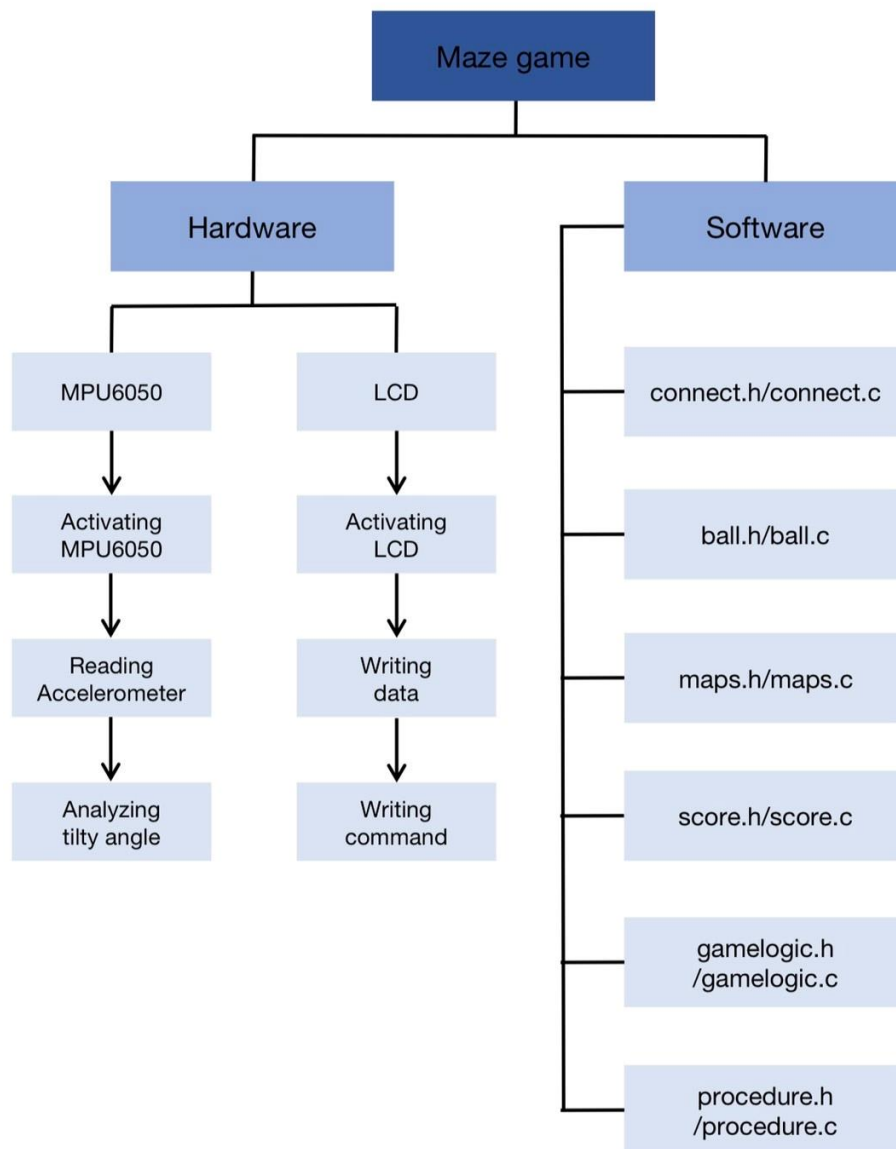 Maze game
Hardware
Software
MPU6050
LCD
connect.h/connect.c
Activating
MPU6050
Activating
LCD
ball.h/ball.c
Reading
Accelerometer
Writing
data
maps.h/maps.c
Analyzing
tilty angle
Writing
command
score.h/score.c
gamelogic.h
/gamelogic.c
procedure.h
/procedure.c